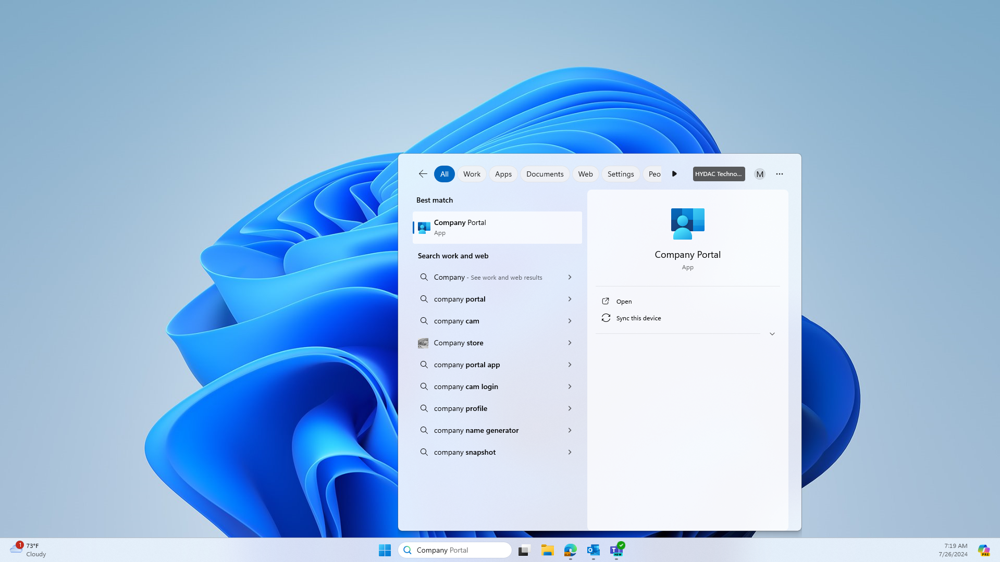 All
Work
Apps
Documents
Web
Settings
Peo
HYDAC Techno...
M
Best match
Company Portal
App
Search work and web
Company - See work and web results
company portal
company cam
Company store
company portal app
company cam login
company profile
company name generator
company snapshot
Company Portal
App
Open
Sync this device
1
73°F
Cloudy
Company Portal
NEW
7:19 AM
7/26/2024
PRE